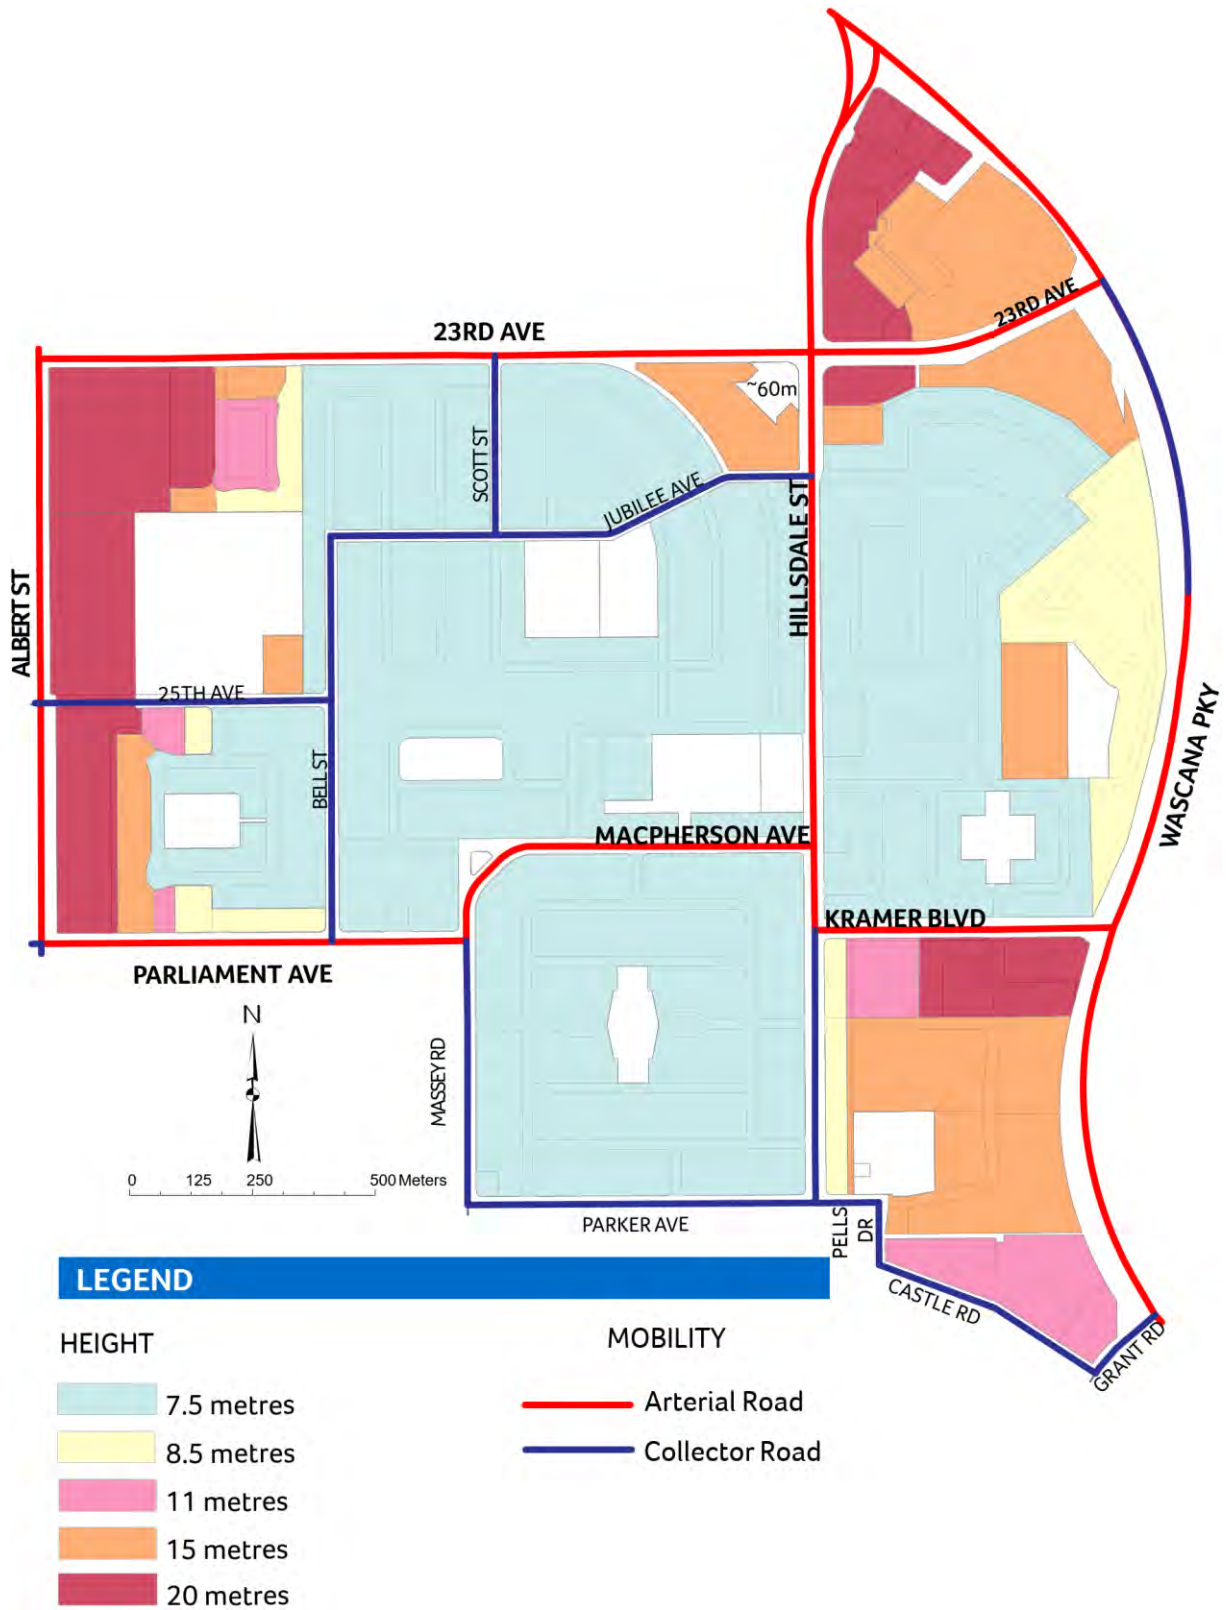 23RD AVE
23RD AVE
~60m
SCOTT ST
JUBILEE AVE
HILLSDALE ST
ALBERT ST
25TH AVE
BELL ST
WASCANA PKY
MACPHERSON AVE
KRAMER BLVD
PARLIAMENT AVE
N
MASSEY RD
0 125 250 500 Meters
PARKER AVE
PELLS
DR
CASTLE RD
GRANT RD
LEGEND
HEIGHT
7.5 metres
8.5 metres
11 metres
15 metres
20 metres
MOBILITY
Arterial Road
Collector Road